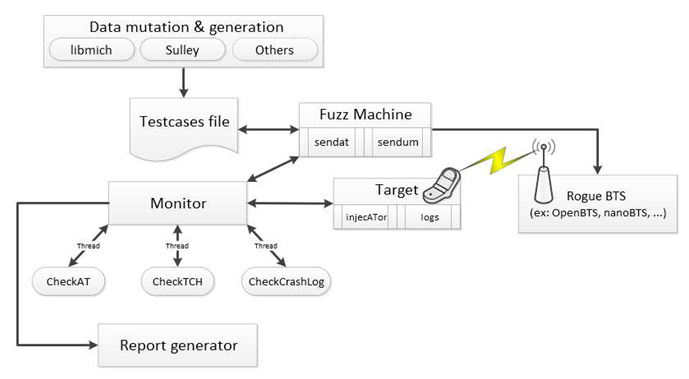 Data mutation & generation
libmich
Sulley
Others
Testcases file
Fuzz Machine
sendat
sendum
Target
injecATor
logs
Rogue BTS
(ex: OpenBTS, nanoBTS, ...)
Monitor
Thread
Thread
Thread
CheckAT
CheckTCH
CheckCrashLog
Report generator